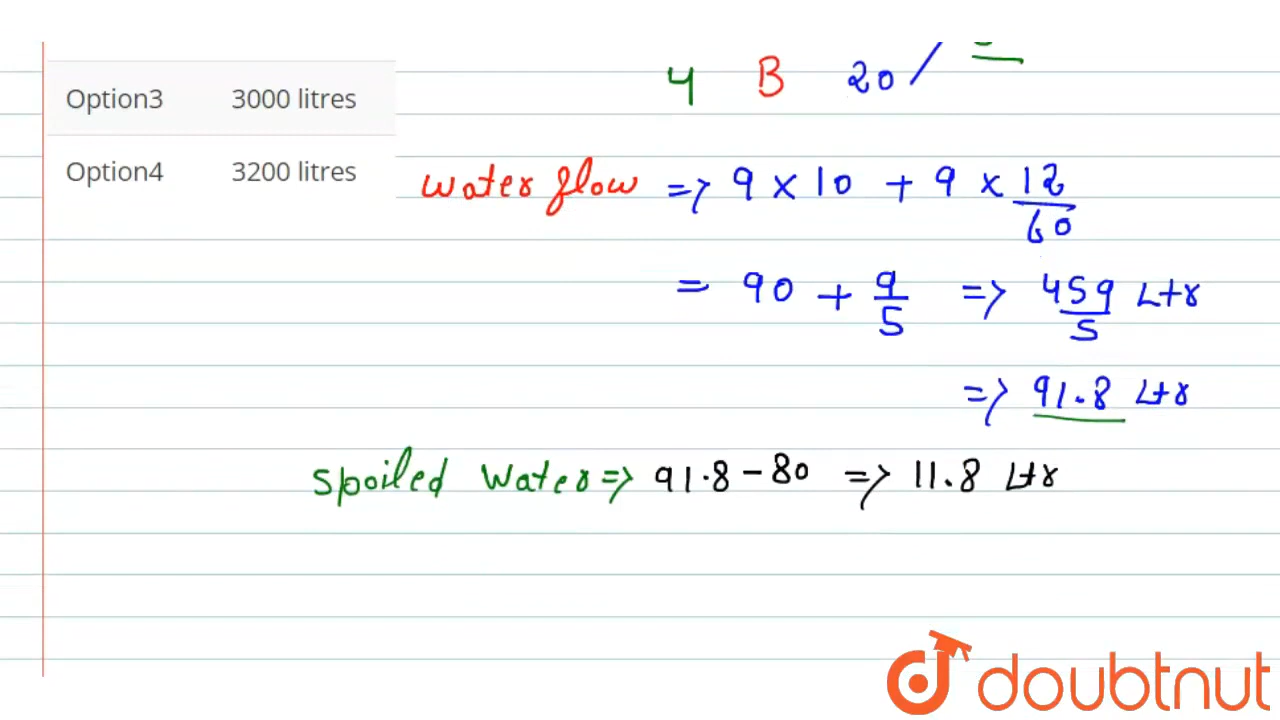 4 B 20/
Option3 3000 litres
Option4 3200 litres
water flow => 9 x 10 + 9 x 12/60
= 90 + 9/5 => 459/5 Ltr
=> 91.8 Ltr
Spoiled water => 91.8 - 80 => 11.8 Ltr
doubtnut